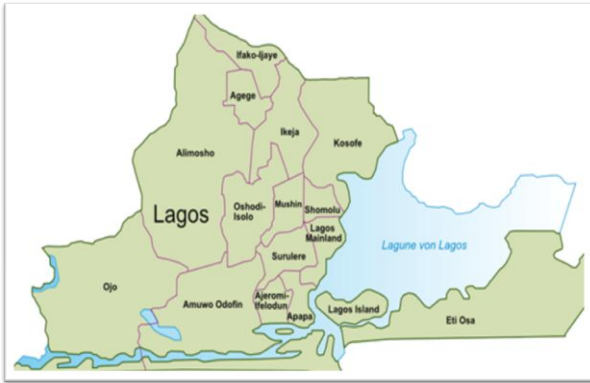 Ifako-Ijaye
Agege
Ikeja
Kosofe
Alimosho
Lagos
Oshodi-
Isolo
Mushin
Shomolu
Lagos
Mainland
Lagune von Lagos
Surulere
Ojo
Amuwo Odofin
Ajeromi-
Ifelodun
Apapa
Lagos Island
Eti Osa